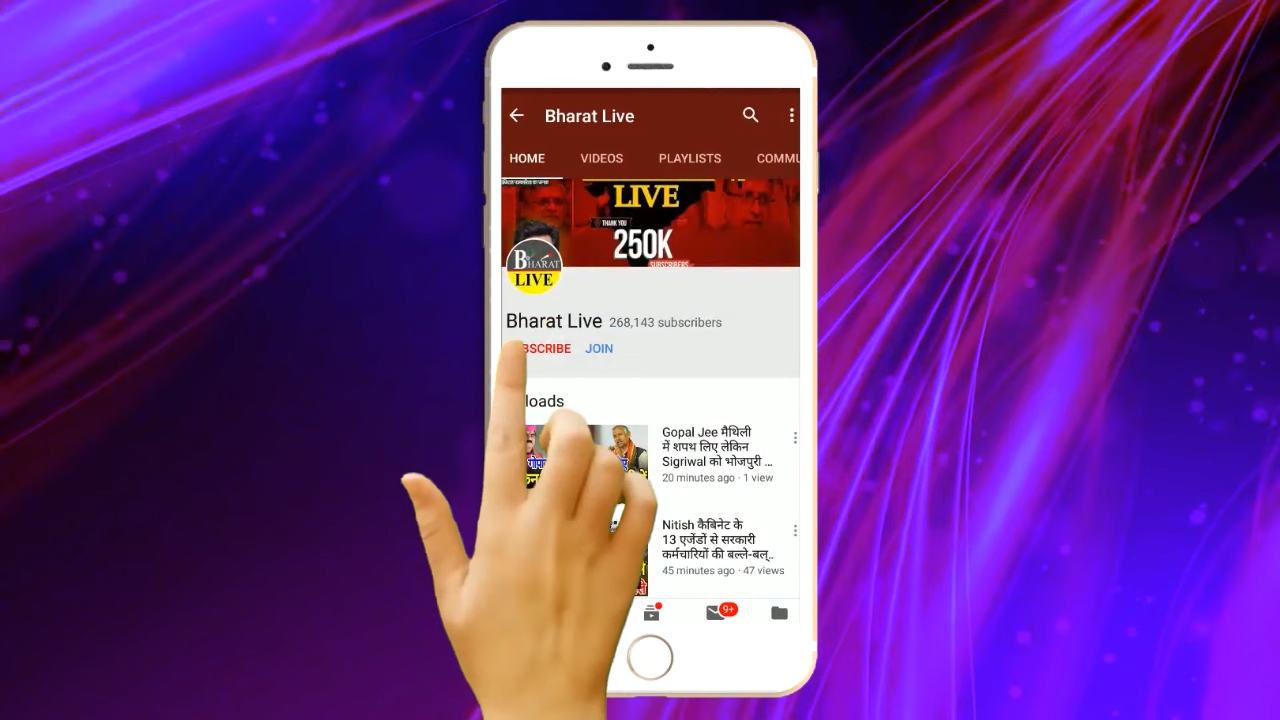 Bharat Live
HOME VIDEOS PLAYLISTS COMMU
LIVE
THANK YOU
250K
SUBSCRIBERS
BHARAT
LIVE
Bharat Live 268,143 subscribers
BSCRIBE JOIN
loads
Gopal Jee मैथिली
में शपथ लिए लेकिन
Sigriwal को भोजपुरी ...
20 minutes ago · 1 view
Nitish कैबिनेट के
13 एजेंडों से सरकारी
कर्मचारियों की बल्ले-बल्..
45 minutes ago · 47 views
9+